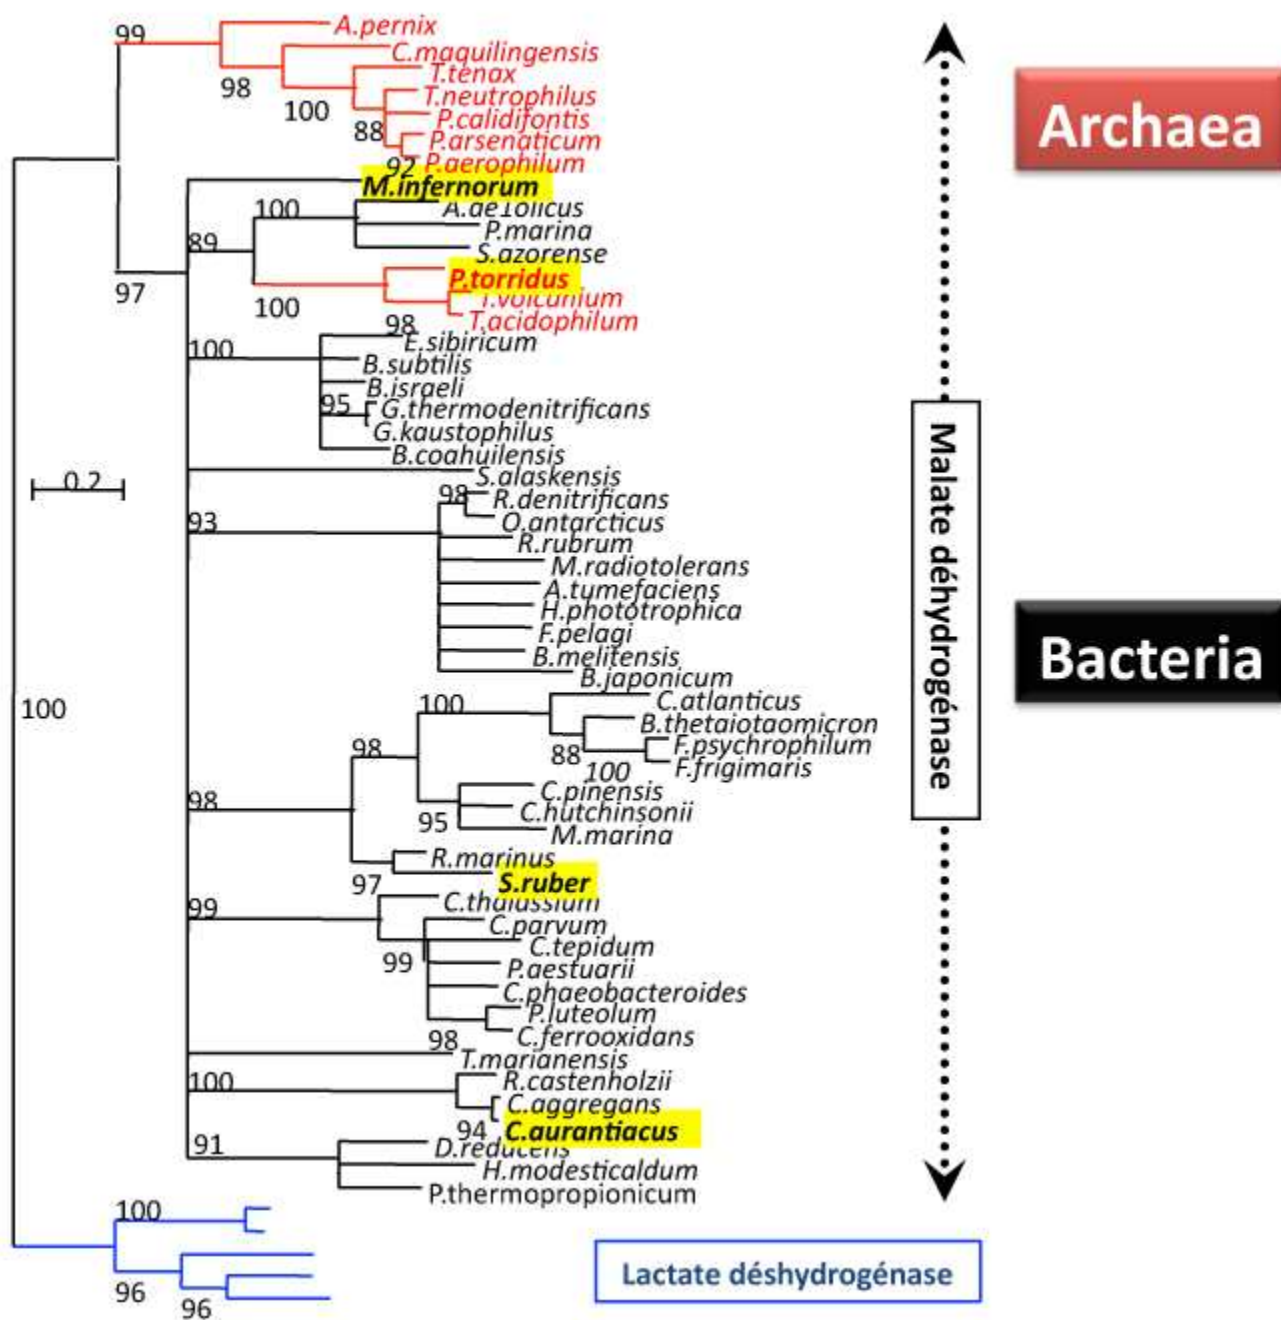 99
A.pernix
C.maquilingensis
98
T.tenax
100
T.neutrophilus
P.calidifontis
88
P.arsenaticum
92
P.aerophilum
M.infernorum
100
A.aeolicus
P.marina
89
S.azorense
P.torridus
97
100
T.volcanium
98
T.acidophilum
E.sibiricum
100
B.subtilis
B.israeli
95
G.thermodenitrificans
G.kaustophilus
B.coahuilensis
0.2
S.alaskensis
98
R.denitrificans
93
O.antarcticus
R.rubrum
M.radiotolerans
A.tumefaciens
H.phototrophica
F.pelagi
B.melitensis
B.japonicum
100
100
C.atlanticus
B.thetaiotaomicron
98
88
F.psychrophilum
100
F.frigimaris
98
C.pinensis
95
C.hutchinsonii
M.marina
R.marinus
97
S.ruber
99
C.thalassium
C.parvum
99
C.tepidum
P.aestuarii
C.phaeobacteroides
P.luteolum
98
C.ferrooxidans
T.marianensis
100
R.castenholzii
C.aggregans
94
C.aurantiacus
91
D.reducens
H.modesticaldum
P.thermopropionicum
100
96
96
Archaea
Malate déhydrogénase
Bacteria
Lactate déshydrogénase